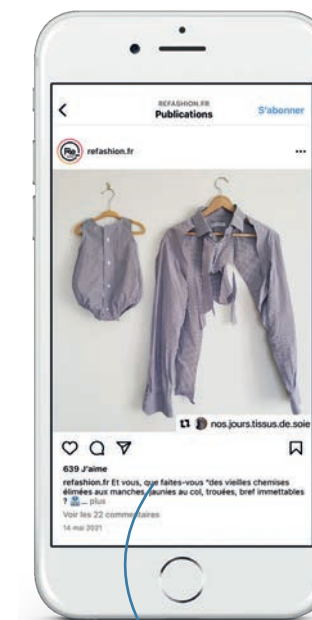 REFASHION.FR
Publications
S'abonner
Re_
refashion.fr
nos.jours.tissus.de.soie
639 J'aime
refashion.fr Et vous, que faites-vous "des vieilles chemises
élimées aux manches, jaunies au col, trouées, bref immettables
? ... plus
Voir les 22 commentaires
14 mai 2021